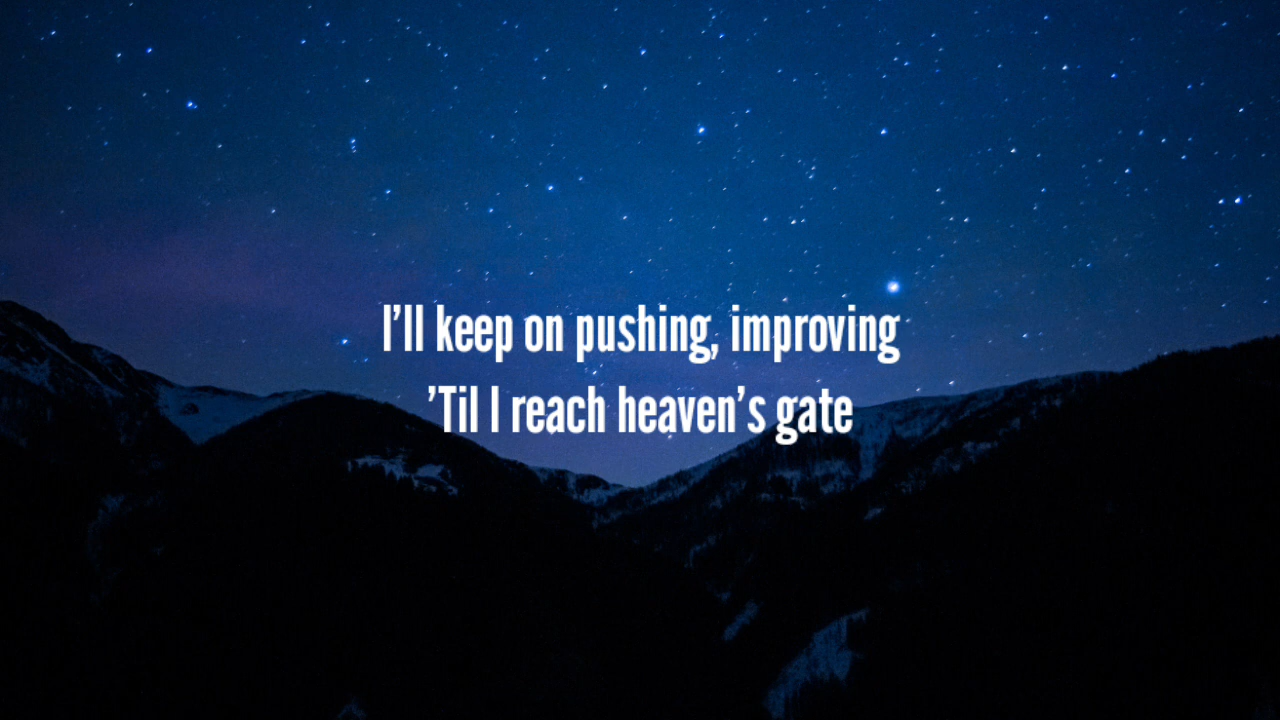 I’ll keep on pushing, improving
’Til I reach heaven’s gate